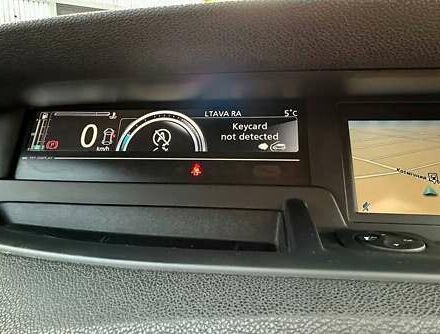 LTAVA RA 5°C
Keycard
not detected
0
km/h
P